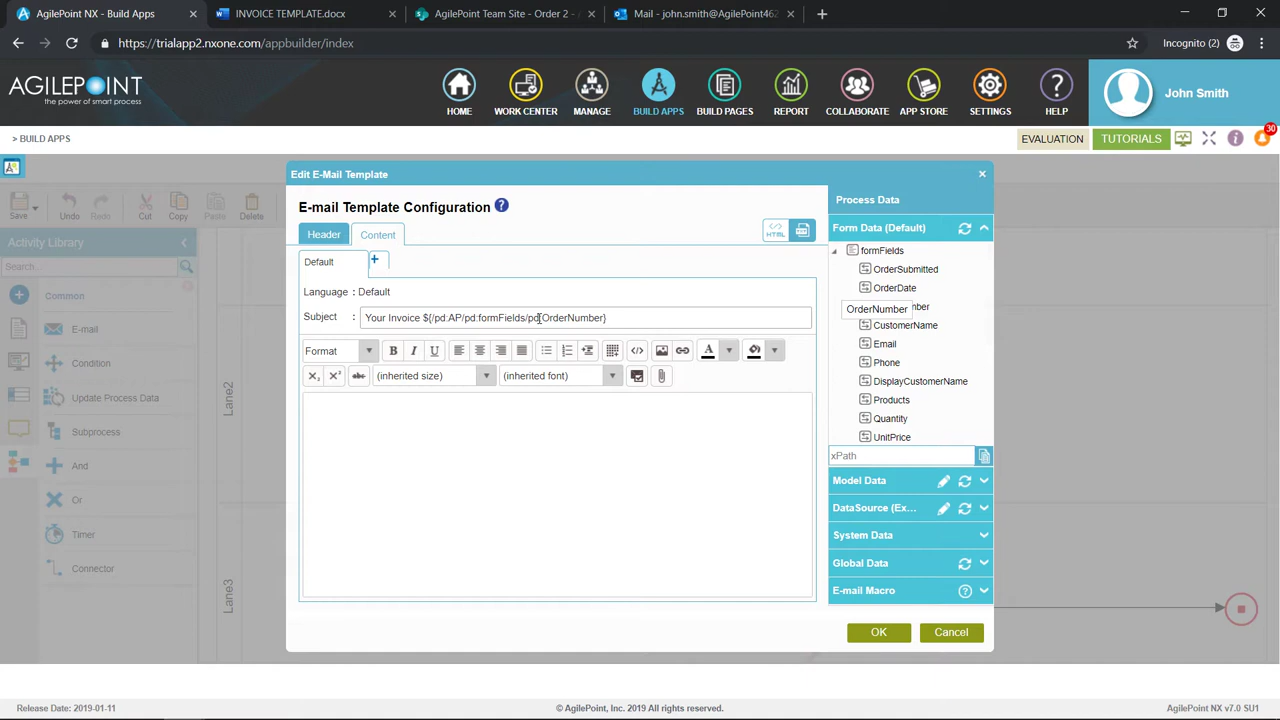 AgilePoint NX - Build Apps
INVOICE TEMPLATE.docx
AgilePoint Team Site - Order 2 -
Mail - john.smith@AgilePoint462
https://trialapp2.nxone.com/appbuilder/index
Incognito (2)
AGILEPOINT
the power of smart process
HOME
WORK CENTER
MANAGE
BUILD APPS
BUILD PAGES
REPORT
COLLABORATE
APP STORE
SETTINGS
HELP
John Smith
> BUILD APPS
EVALUATION
TUTORIALS
30
Save
Undo
Redo
Cut
Copy
Paste
Delete
Activity Library
Search...
Common
E-mail
Condition
Update Process Data
Subprocess
And
Or
Timer
Connector
Lane2
Lane3
Edit E-Mail Template
E-mail Template Configuration
Header
Content
HTML
Default
Language : Default
Subject : Your Invoice ${/pd:AP/pd:formFields/pd:OrderNumber}
Format
(inherited size)
(inherited font)
Process Data
Form Data (Default)
formFields
OrderSubmitted
OrderDate
OrderNumber
CustomerName
Email
Phone
DisplayCustomerName
Products
Quantity
UnitPrice
xPath
Model Data
DataSource (Ex...
System Data
Global Data
E-mail Macro
OK
Cancel
Release Date: 2019-01-11
© AgilePoint, Inc. 2019 All rights reserved.
AgilePoint NX v7.0 SU1